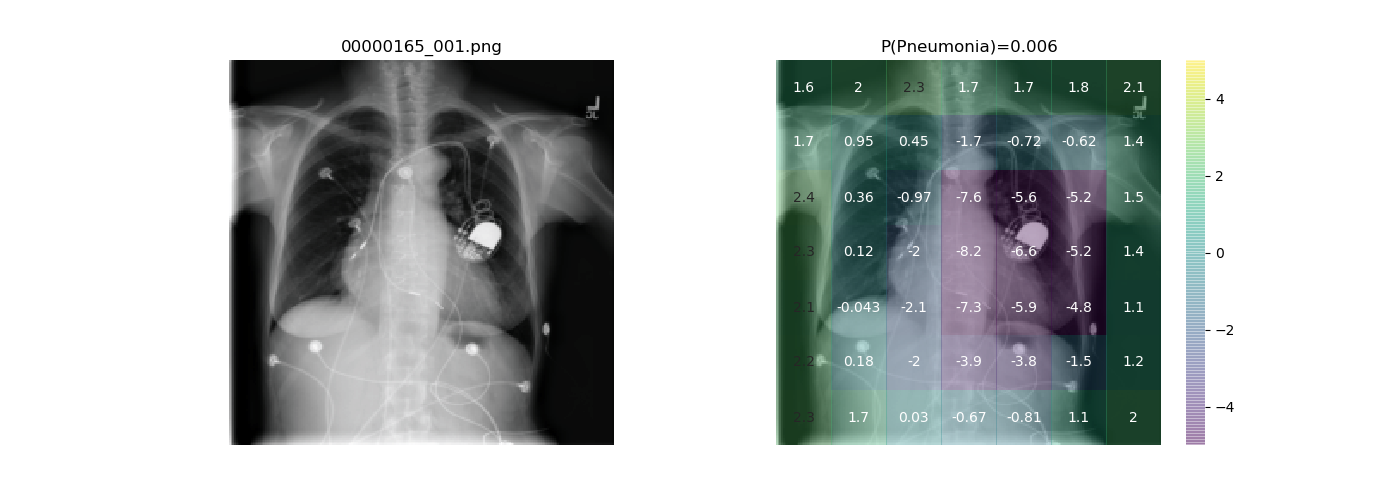 00000165_001.png
P(Pneumonia)=0.006
L
1.6 2 2.3 1.7 1.7 1.8 2.1
1.7 0.95 0.45 -1.7 -0.72 -0.62 1.4
2.4 0.36 -0.97 -7.6 -5.6 -5.2 1.5
2.3 0.12 -2 -8.2 -6.6 -5.2 1.4
2.1 -0.043 -2.1 -7.3 -5.9 -4.8 1.1
2.2 0.18 -2 -3.9 -3.8 -1.5 1.2
2.3 1.7 0.03 -0.67 -0.81 1.1 2
4
2
0
−2
−4